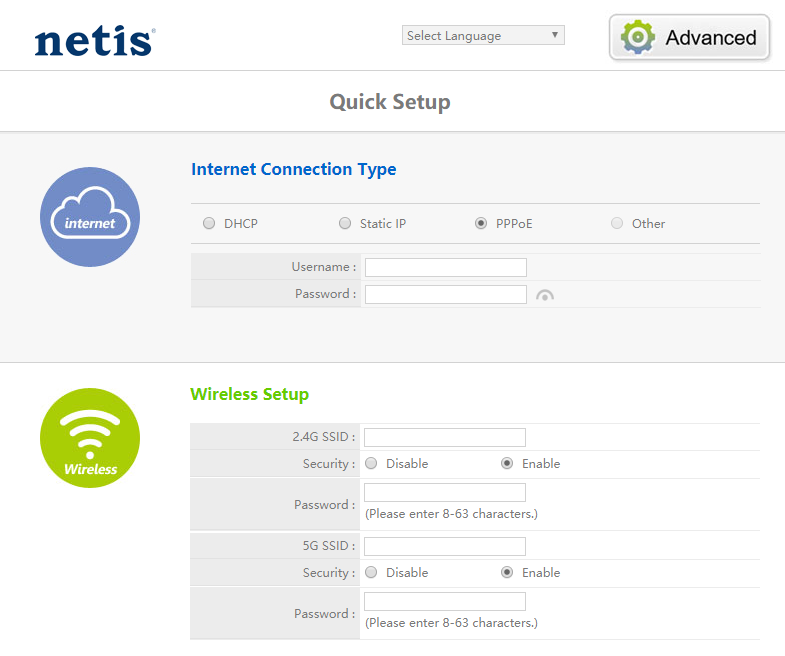 netis®
Select Language
Advanced
Quick Setup
internet
Internet Connection Type
DHCP Static IP PPPoE Other
Username :
Password :
Wireless
Wireless Setup
2.4G SSID :
Security : Disable Enable
Password :
(Please enter 8-63 characters.)
5G SSID :
Security : Disable Enable
Password :
(Please enter 8-63 characters.)